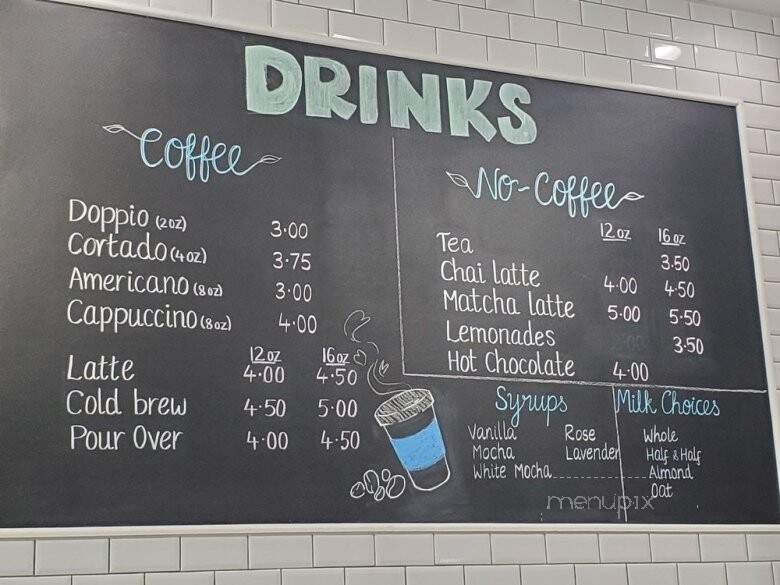 DRINKS
Coffee
Doppio (2oz) 3.00
Cortado (4oz) 3.75
Americano (8oz) 3.00
Cappuccino (8oz) 4.00
12oz 16oz
Latte 4.00 4.50
Cold brew 4.50 5.00
Pour Over 4.00 4.50
No-Coffee
12oz 16oz
Tea 3.50
Chai latte 4.00 4.50
Matcha latte 5.00 5.50
Lemonades 3.50
Hot Chocolate 4.00
Syrups
Vanilla Rose
Mocha Lavender
White Mocha
Milk Choices
Whole
Half & Half
Almond
Oat
menupix